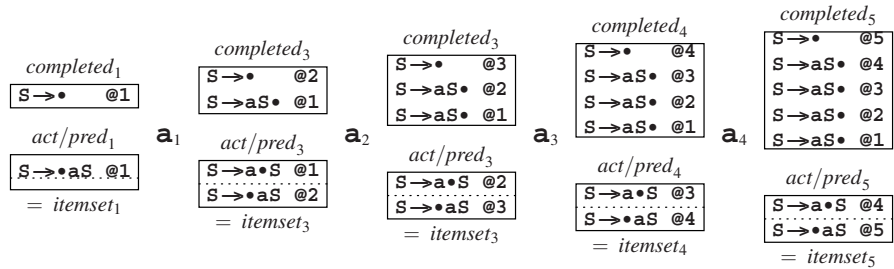 completed₁
S→• @1
act/pred₁
S→•aS @1
= itemset₁
a₁
completed₃
S→• @2
S→aS• @1
act/pred₃
S→a•S @1
S→•aS @2
= itemset₃
a₂
completed₃
S→• @3
S→aS• @2
S→aS• @1
act/pred₃
S→a•S @2
S→•aS @3
= itemset₃
a₃
completed₄
S→• @4
S→aS• @3
S→aS• @2
S→aS• @1
act/pred₄
S→a•S @3
S→•aS @4
= itemset₄
a₄
completed₅
S→• @5
S→aS• @4
S→aS• @3
S→aS• @2
S→aS• @1
act/pred₅
S→a•S @4
S→•aS @5
= itemset₅